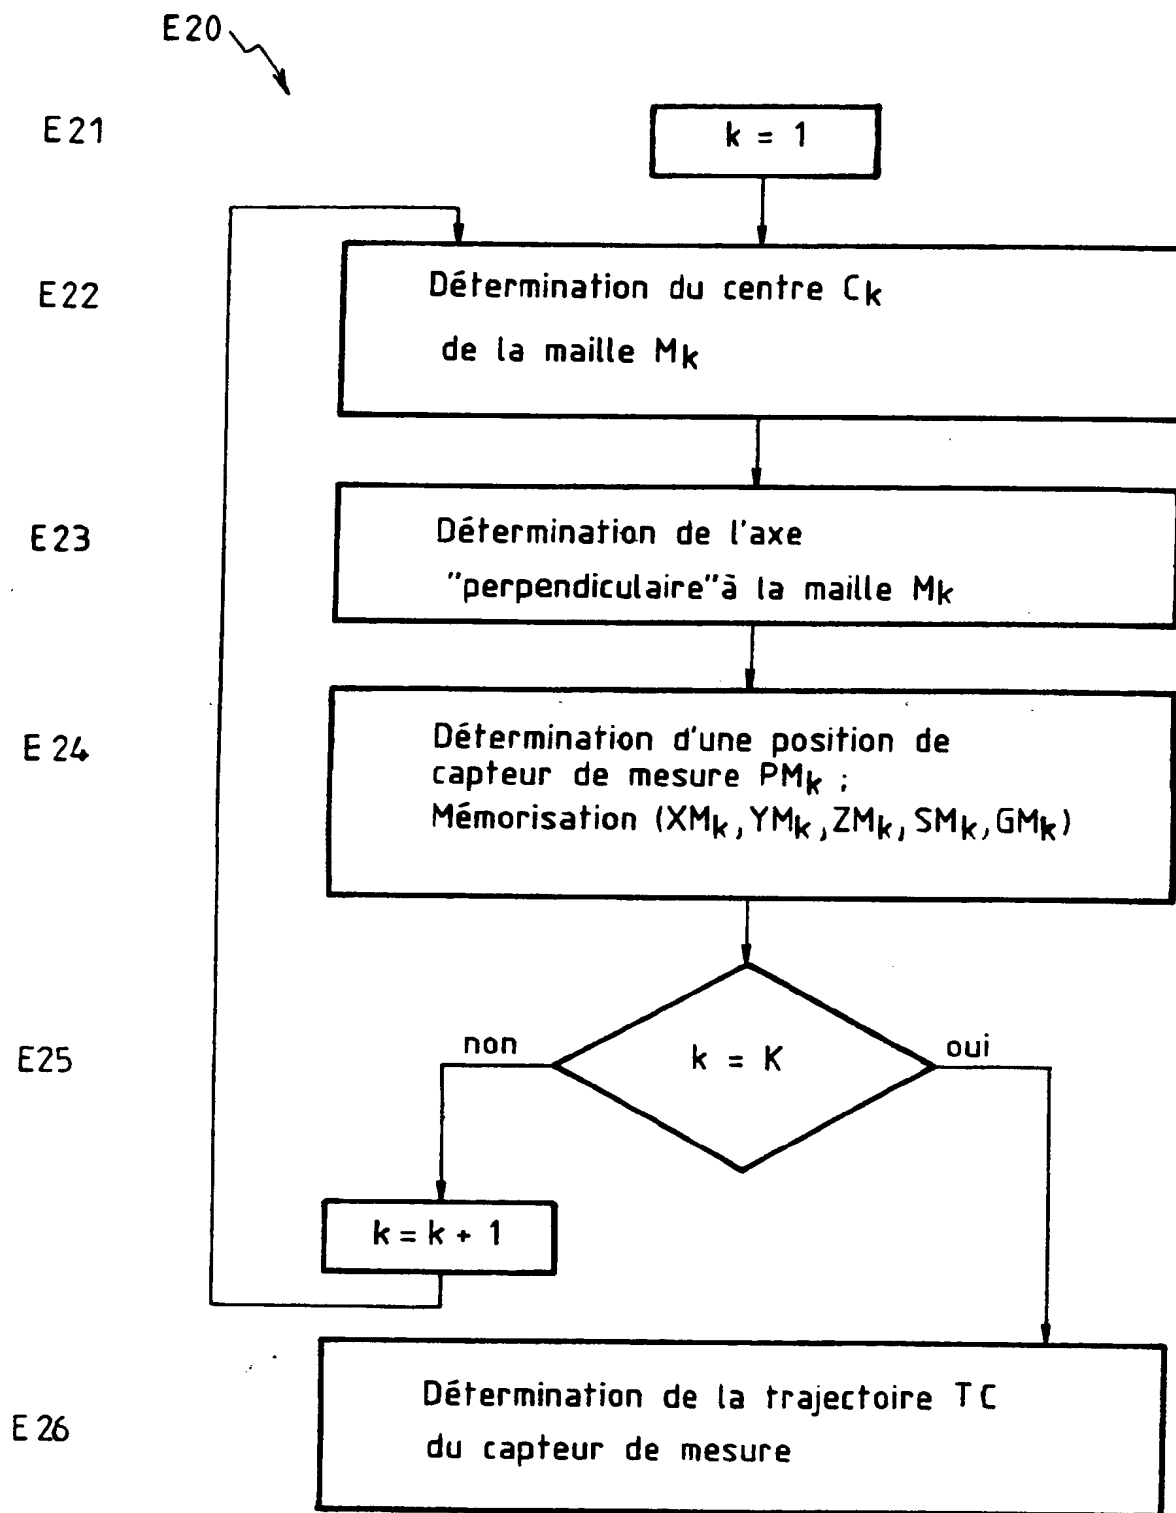 E20
E21
k = 1
E22
Détermination du centre Ck
de la maille Mk
E23
Détermination de l'axe
"perpendiculaire" à la maille Mk
E24
Détermination d'une position de
capteur de mesure PMk ;
Mémorisation (XMk, YMk, ZMk, SMk, GMk)
E25
non
k = K
oui
k = k + 1
E26
Détermination de la trajectoire TC
du capteur de mesure